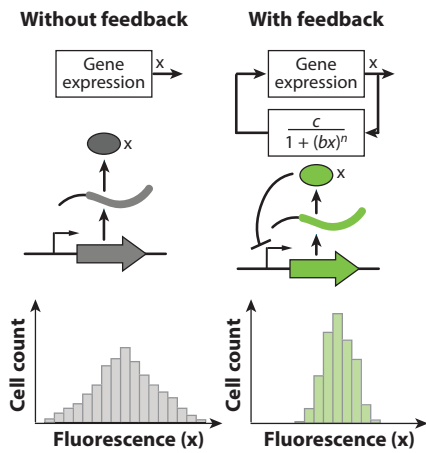 Without feedback
Gene
expression
x
x
Cell count
Fluorescence (x)
With feedback
Gene
expression
x
c
1 + (bx)ⁿ
x
Cell count
Fluorescence (x)